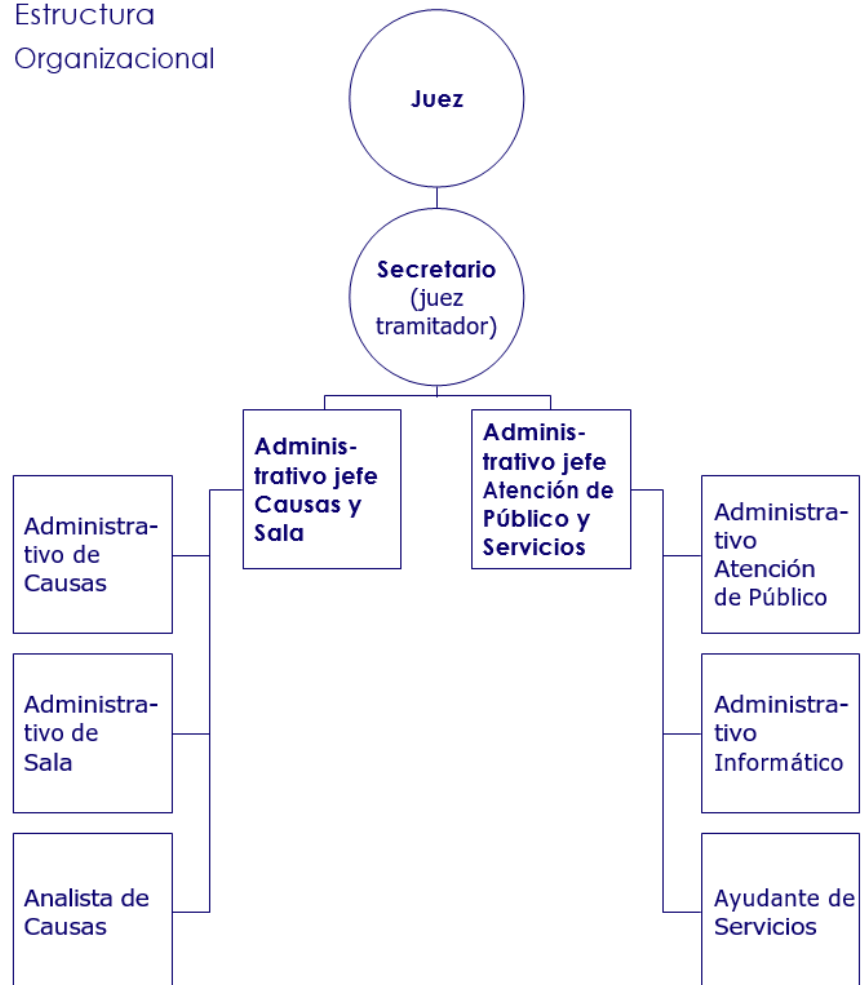 Estructura
Organizacional
Juez
Secretario
(juez
tramitador)
Adminis-
trativo jefe
Causas y
Sala
Adminis-
trativo jefe
Atención de
Público y
Servicios
Administra-
tivo de
Causas
Administra-
tivo de
Sala
Analista de
Causas
Administra-
tivo
Atención
de Público
Administra-
tivo
Informático
Ayudante de
Servicios